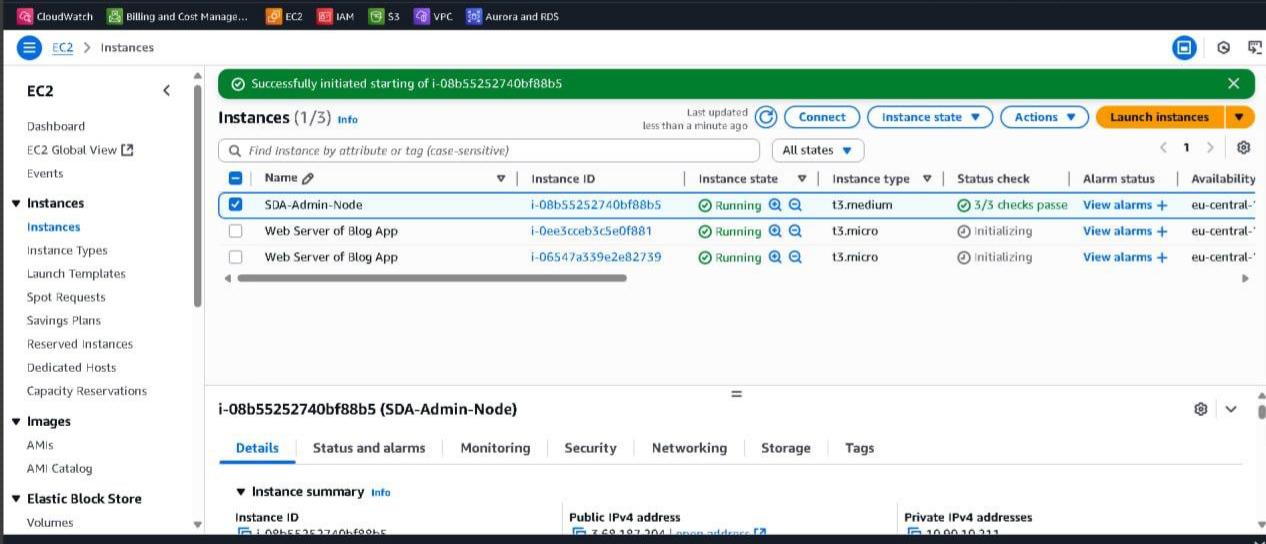 CloudWatch Billing and Cost Manage... EC2 IAM S3 VPC Aurora and RDS
EC2 > Instances
EC2
Dashboard
EC2 Global View
Events
Instances
Instances
Instance Types
Launch Templates
Spot Requests
Savings Plans
Reserved Instances
Dedicated Hosts
Capacity Reservations
Images
AMIs
AMI Catalog
Elastic Block Store
Volumes
Successfully initiated starting of i-08b55252740bf88b5
Instances (1/3) Info
Last updated
less than a minute ago
Connect Instance state Actions Launch instances
Find Instance by attribute or tag (case-sensitive)
All states
1
Name Instance ID Instance state Instance type Status check Alarm status Availability
SDA-Admin-Node i-08b55252740bf88b5 Running t3.medium 3/3 checks passe View alarms + eu-central-
Web Server of Blog App i-0ee3cceb3c5e0f881 Running t3.micro Initializing View alarms + eu-central-
Web Server of Blog App i-06547a339e2e82739 Running t3.micro Initializing View alarms + eu-central-
i-08b55252740bf88b5 (SDA-Admin-Node)
Details Status and alarms Monitoring Security Networking Storage Tags
Instance summary Info
Instance ID Public IPv4 address Private IPv4 addresses
i-08b55252740bf88b5 3.68.187.204 | open address